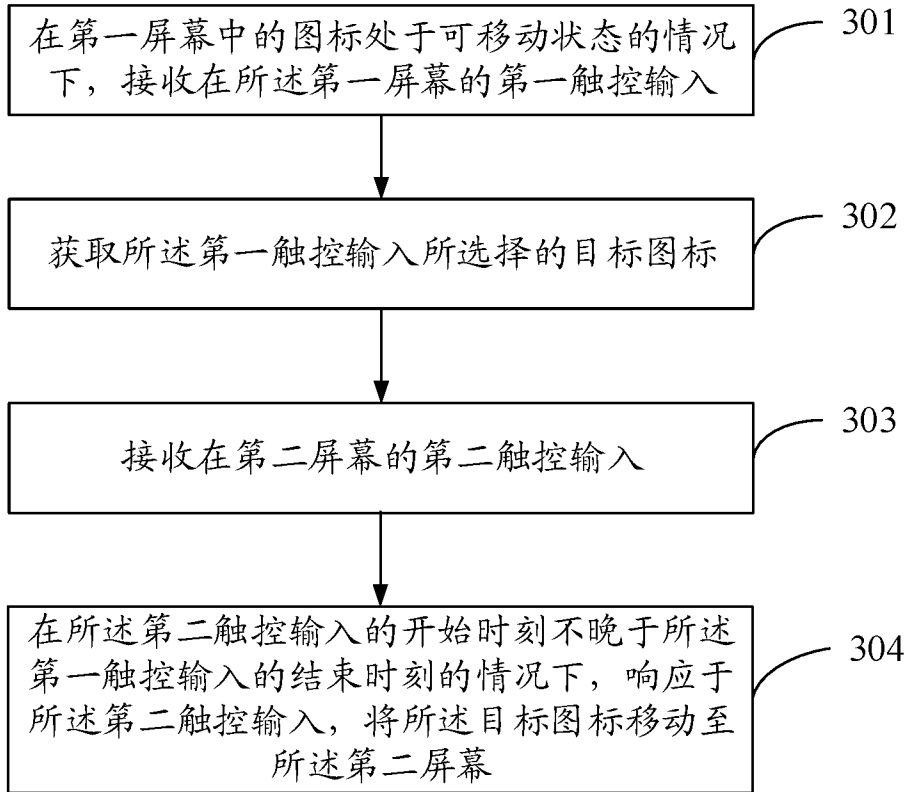 在第一屏幕中的图标处于可移动状态的情况
下，接收在所述第一屏幕的第一触控输入
301
获取所述第一触控输入所选择的目标图标
302
接收在第二屏幕的第二触控输入
303
在所述第二触控输入的开始时刻不晚于所述
第一触控输入的结束时刻的情况下，响应于
所述第二触控输入，将所述目标图标移动至
所述第二屏幕
304